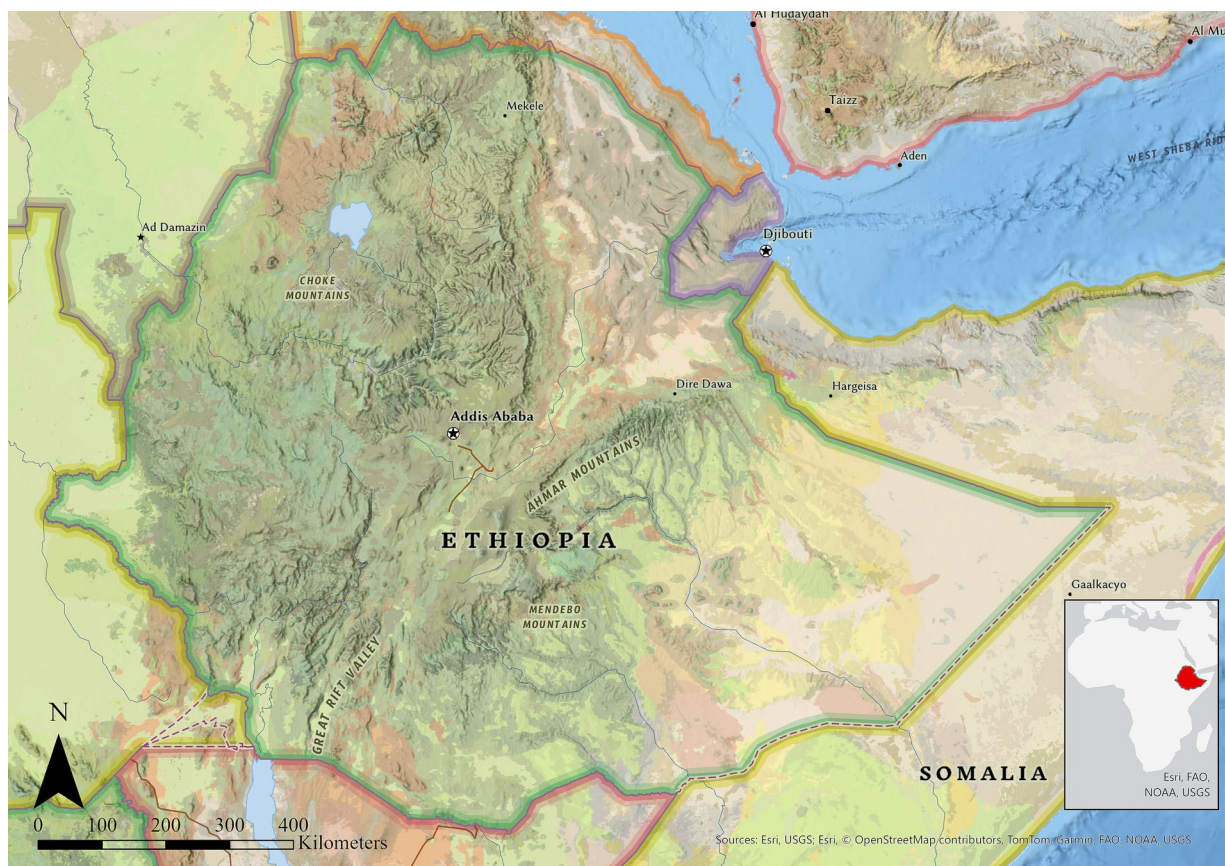 Al Hudaydah
Al Mu
Taizz
Mekele
Aden
WEST SHEBA RID
Ad Damazin
Djibouti
CHOKE
MOUNTAINS
Dire Dawa
Hargeisa
Addis Ababa
AHMAR MOUNTAINS
ETHIOPIA
Gaalkacyo
MENDEBO
MOUNTAINS
GREAT RIFT VALLEY
N
SOMALIA
Esri, FAO,
NOAA, USGS
0 100 200 300 400
Kilometers
Sources: Esri, USGS; Esri, © OpenStreetMap contributors, TomTom, Garmin, FAO, NOAA, USGS